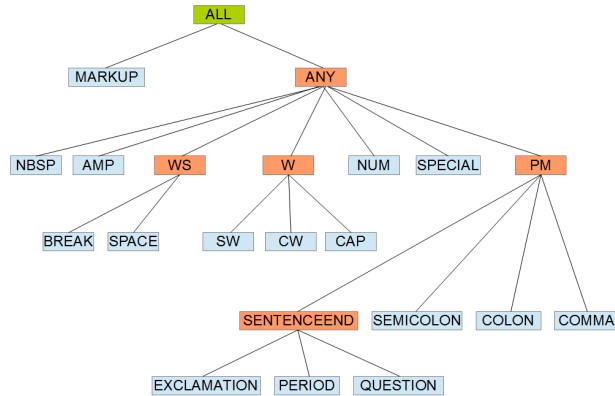 ALL
MARKUP ANY
NBSP AMP WS W NUM SPECIAL PM
BREAK SPACE SW CW CAP
SENTENCEEND SEMICOLON COLON COMMA
EXCLAMATION PERIOD QUESTION